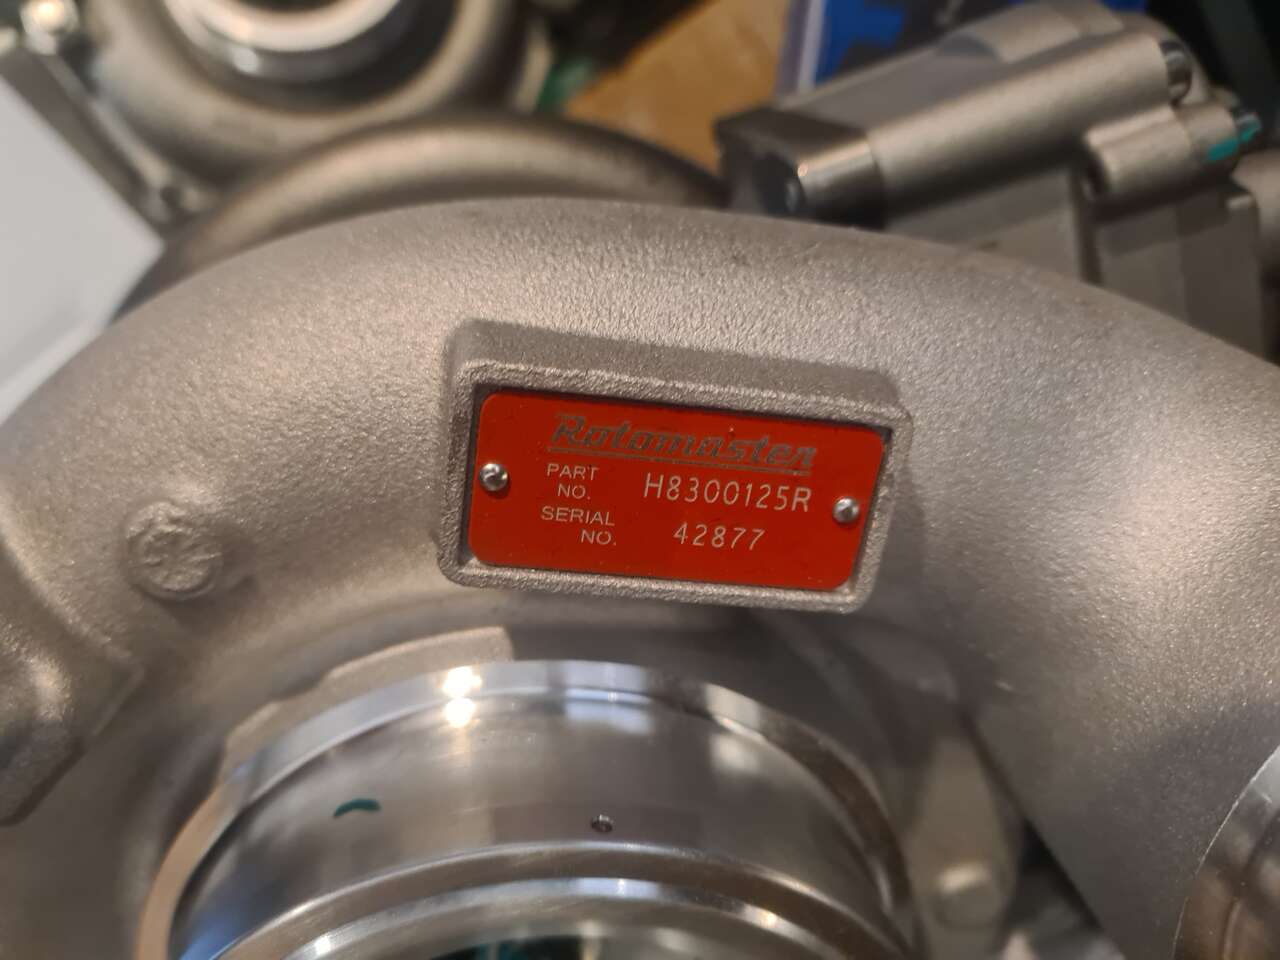 Rotomaster
PART NO. H8300125R
SERIAL NO. 42877